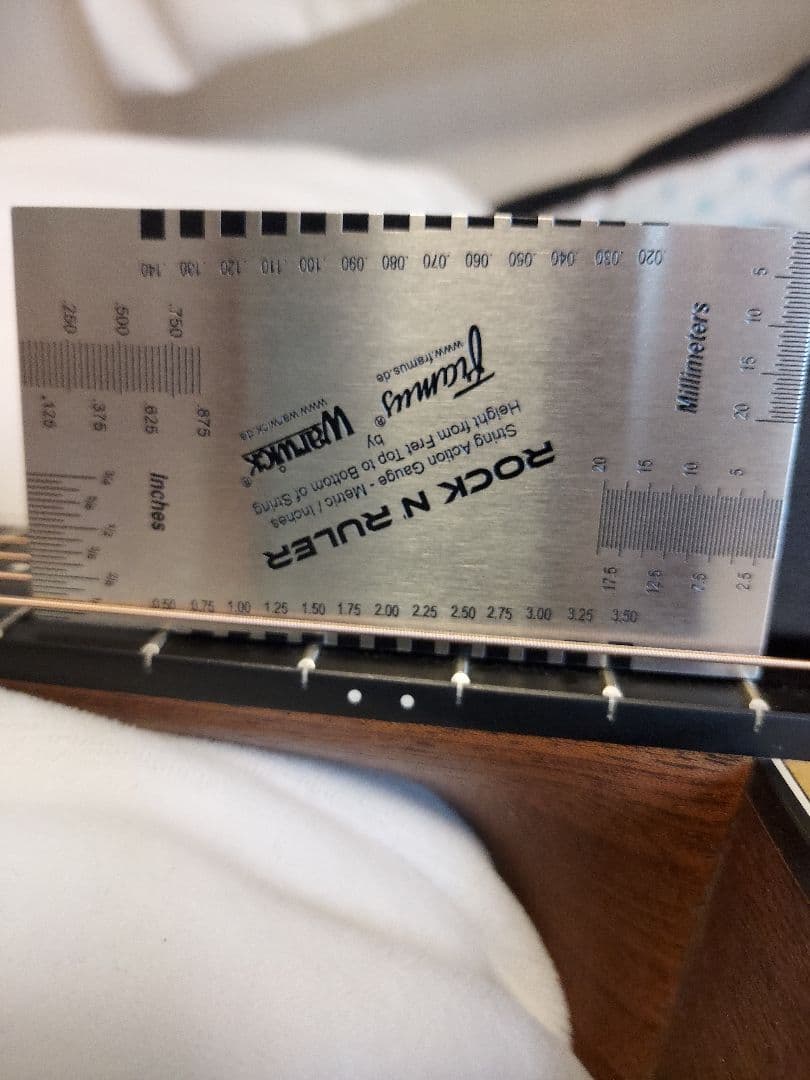 ROCK N' RULER
String Action Gauge - Metric / Inches
Height from Fret Top to Bottom of String
by
Warwick®
www.warwick.de
framus®
www.framus.de
.020 .030 .040 .050 .060 .070 .080 .090 .100 .110 .120 .130 .140
.250 .500 .750
.125 .375 .625 .875
Inches
Millimeters
5 10 15 20
20 15 10 5
17.5 12.5 7.5 2.5
0.50 0.75 1.00 1.25 1.50 1.75 2.00 2.25 2.50 2.75 3.00 3.25 3.50